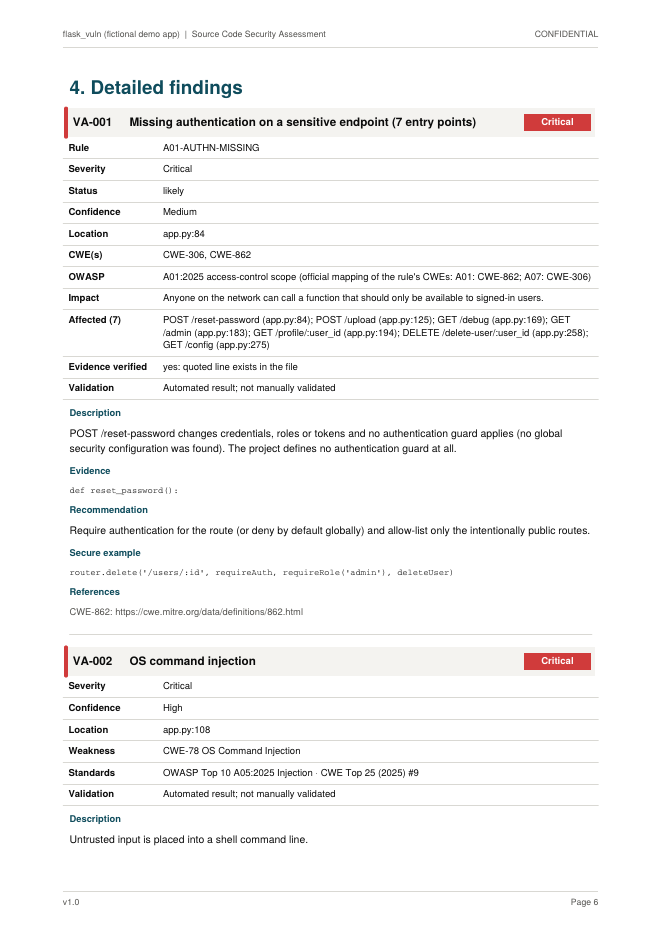 flask_vuln (fictional demo app) | Source Code Security Assessment CONFIDENTIAL
4. Detailed findings
VA-001 Missing authentication on a sensitive endpoint (7 entry points) Critical
Rule A01-AUTHN-MISSING
Severity Critical
Status likely
Confidence Medium
Location app.py:84
CWE(s) CWE-306, CWE-862
OWASP A01:2025 access-control scope (official mapping of the rule's CWEs: A01: CWE-862; A07: CWE-306)
Impact Anyone on the network can call a function that should only be available to signed-in users.
Affected (7) POST /reset-password (app.py:84); POST /upload (app.py:125); GET /debug (app.py:169); GET
/admin (app.py:183); GET /profile/:user_id (app.py:194); DELETE /delete-user/:user_id (app.py:258);
GET /config (app.py:275)
Evidence verified yes: quoted line exists in the file
Validation Automated result; not manually validated
Description
POST /reset-password changes credentials, roles or tokens and no authentication guard applies (no global
security configuration was found). The project defines no authentication guard at all.
Evidence
def reset_password():
Recommendation
Require authentication for the route (or deny by default globally) and allow-list only the intentionally public routes.
Secure example
router.delete('/users/:id', requireAuth, requireRole('admin'), deleteUser)
References
CWE-862: https://cwe.mitre.org/data/definitions/862.html
VA-002 OS command injection Critical
Severity Critical
Confidence High
Location app.py:108
Weakness CWE-78 OS Command Injection
Standards OWASP Top 10 A05:2025 Injection · CWE Top 25 (2025) #9
Validation Automated result; not manually validated
Description
Untrusted input is placed into a shell command line.
v1.0 Page 6